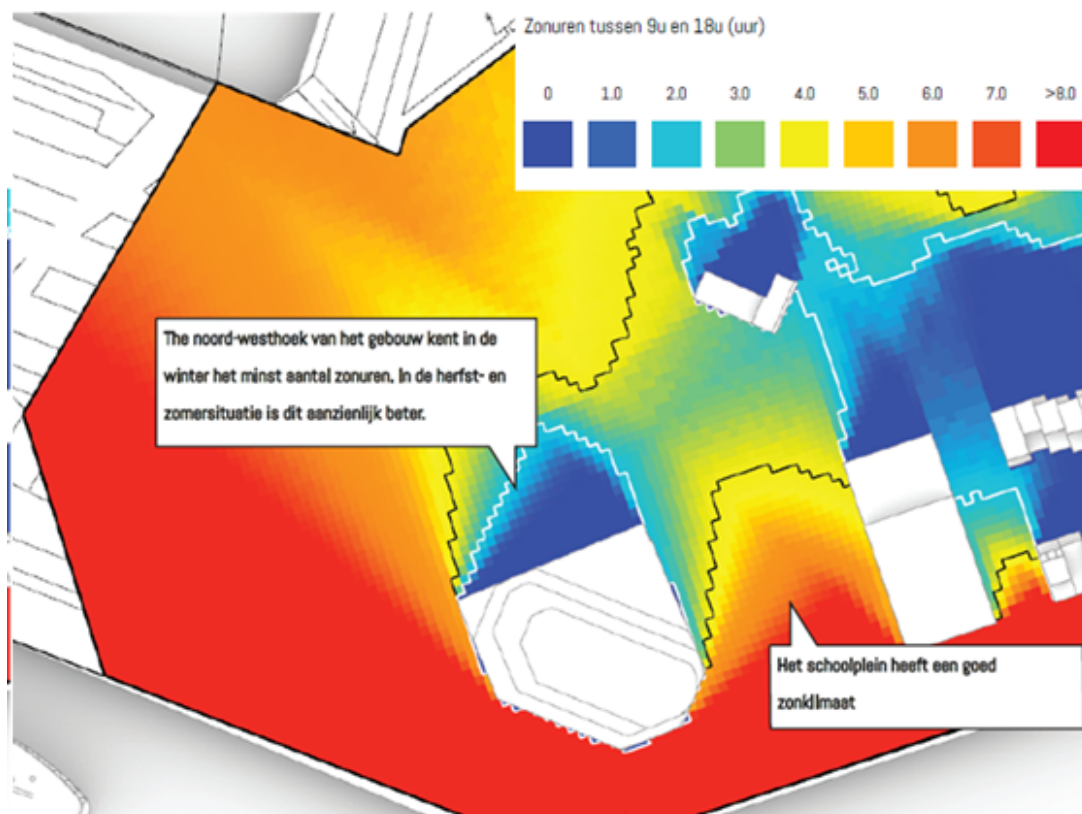 Zonuren tussen 9u en 18u (uur)
0 1.0 2.0 3.0 4.0 5.0 6.0 7.0 >8.0
The noord-westhoek van het gebouw kent in de
winter het minst aantal zonuren. In de herfst- en
zomersituatie is dit aanzienlijk beter.
Het schoolplein heeft een goed
zonklimaat